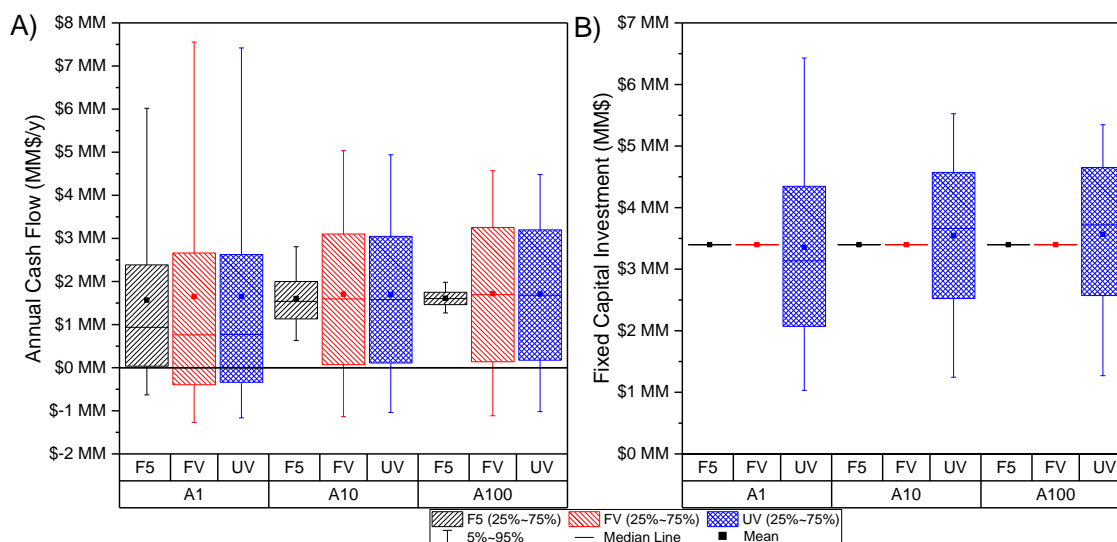 A)
Annual Cash Flow (MM$/y)
$8 MM
$7 MM
$6 MM
$5 MM
$4 MM
$3 MM
$2 MM
$1 MM
$0 MM
$-1 MM
$-2 MM
F5 FV UV F5 FV UV F5 FV UV
A1 A10 A100
B)
Fixed Capital Investment (MM$)
$7 MM
$6 MM
$5 MM
$4 MM
$3 MM
$2 MM
$1 MM
$0 MM
F5 FV UV F5 FV UV F5 FV UV
A1 A10 A100
F5 (25%~75%) FV (25%~75%) UV (25%~75%)
5%~95% Median Line Mean